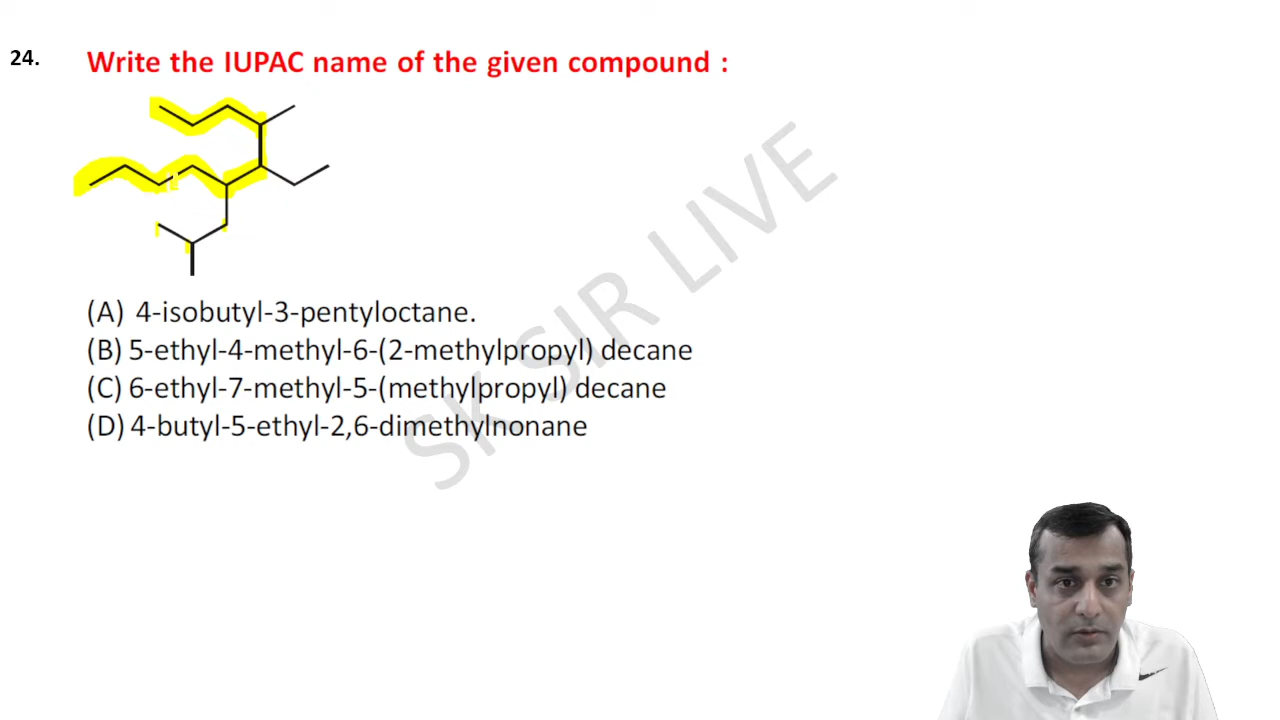 24. Write the IUPAC name of the given compound :
(A) 4-isobutyl-3-pentyloctane.
(B) 5-ethyl-4-methyl-6-(2-methylpropyl) decane
(C) 6-ethyl-7-methyl-5-(methylpropyl) decane
(D) 4-butyl-5-ethyl-2,6-dimethylnonane
SK SIR LIVE